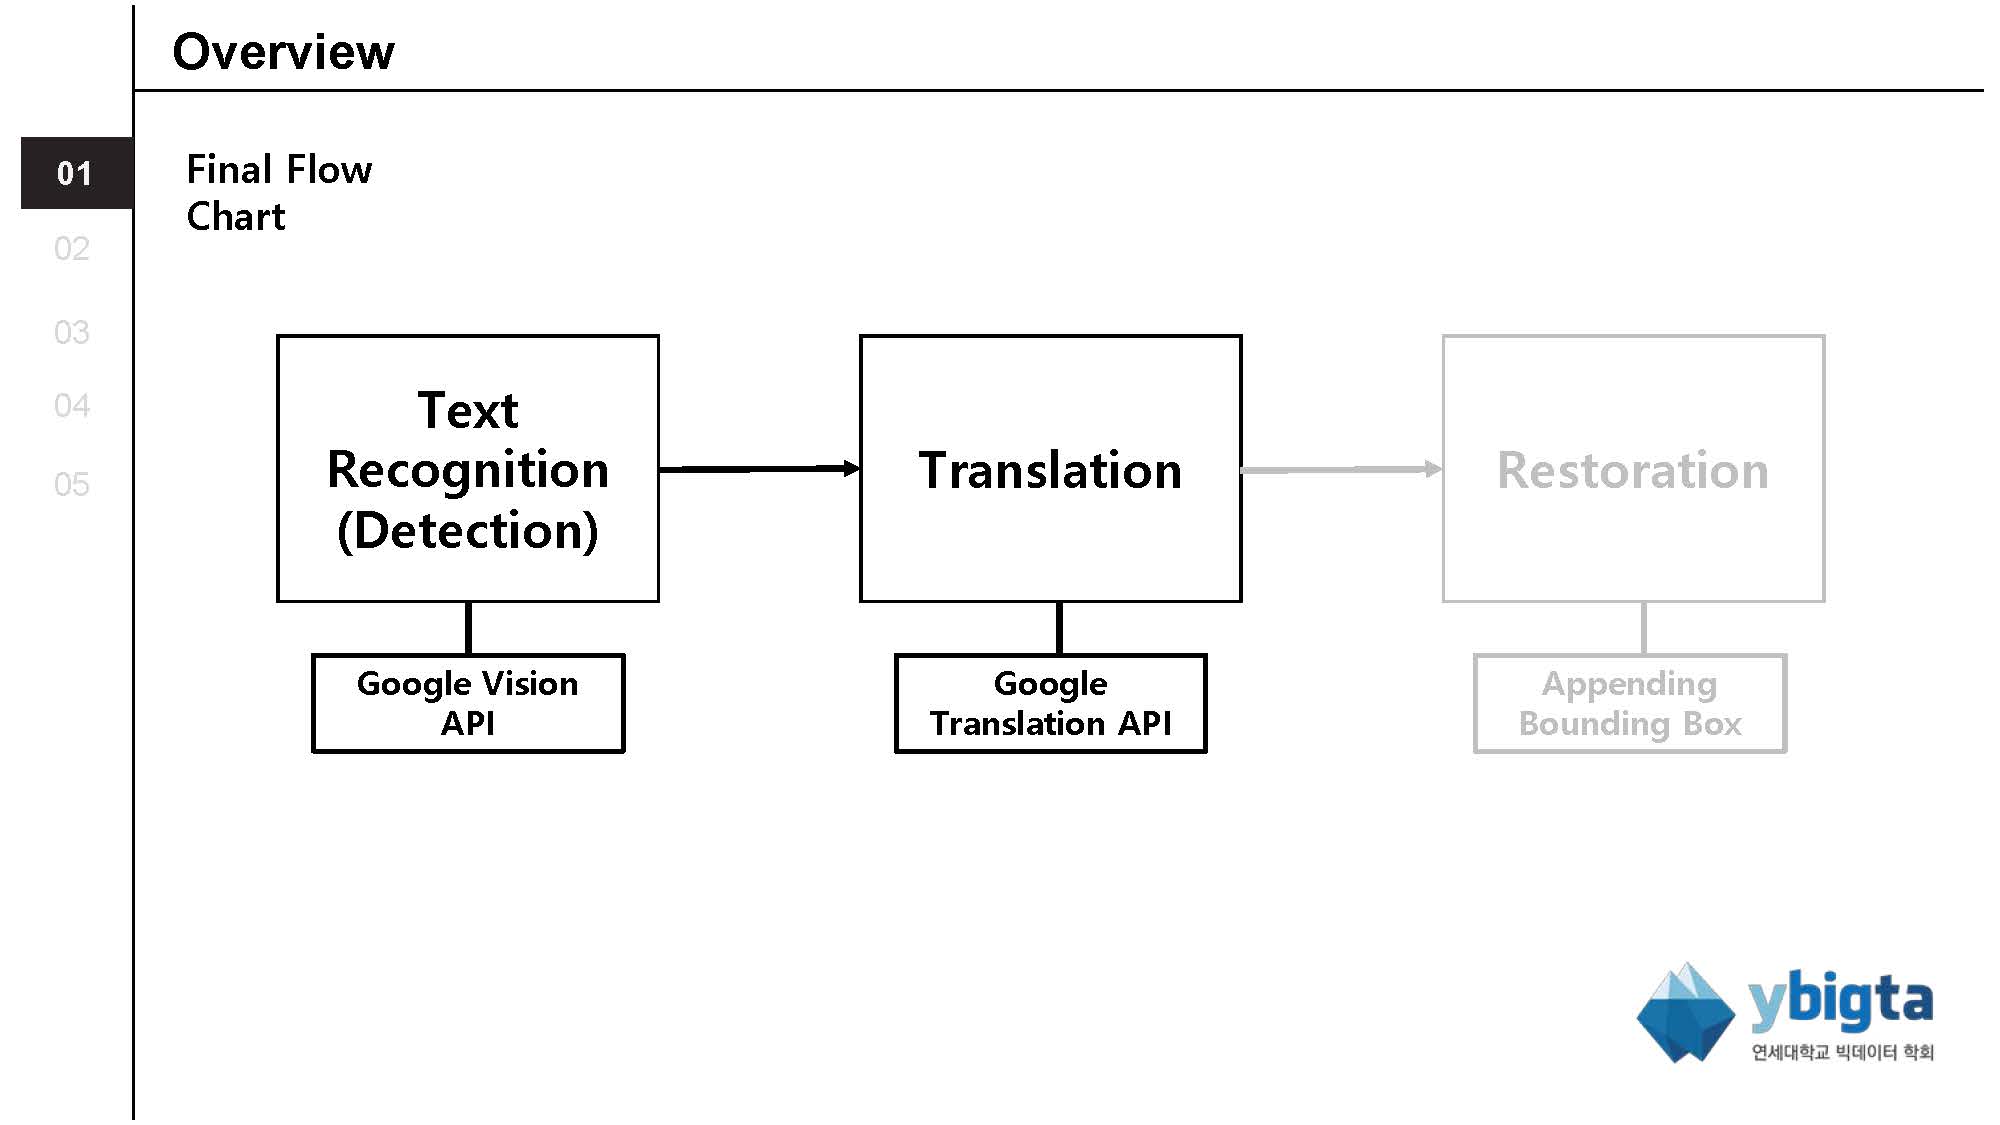 Overview
01
02
03
04
05
Final Flow
Chart
Text
Recognition
(Detection)
Translation
Restoration
Google Vision
API
Google
Translation API
Appending
Bounding Box
ybigta
연세대학교 빅데이터 학회